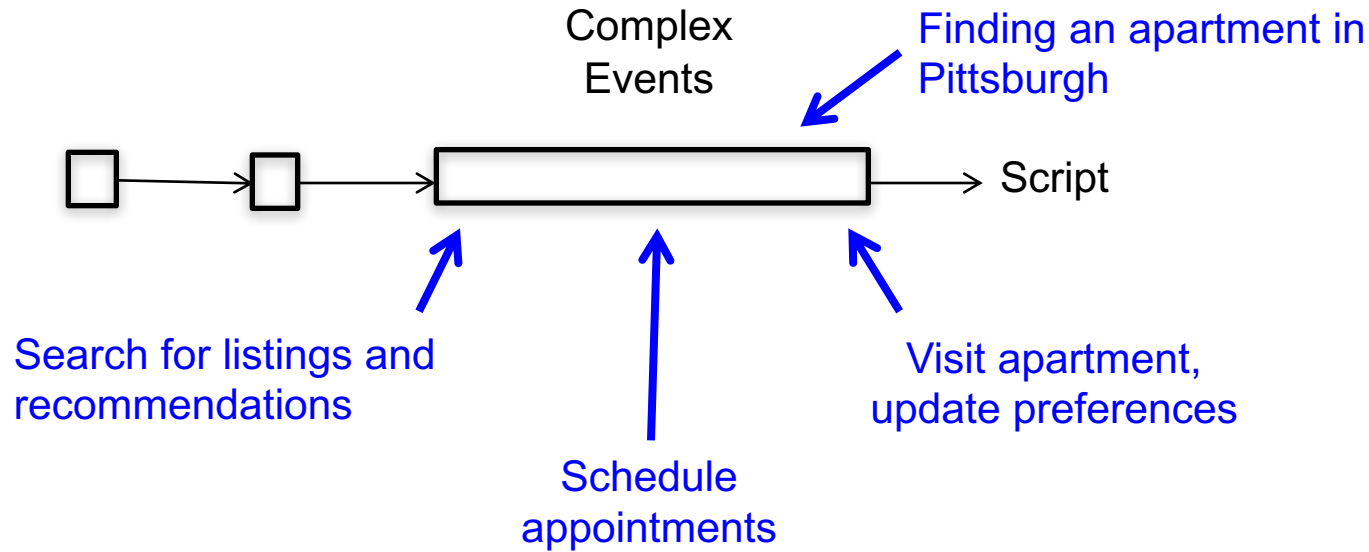 Complex
Events
Finding an apartment in
Pittsburgh
Script
Search for listings and
recommendations
Schedule
appointments
Visit apartment,
update preferences